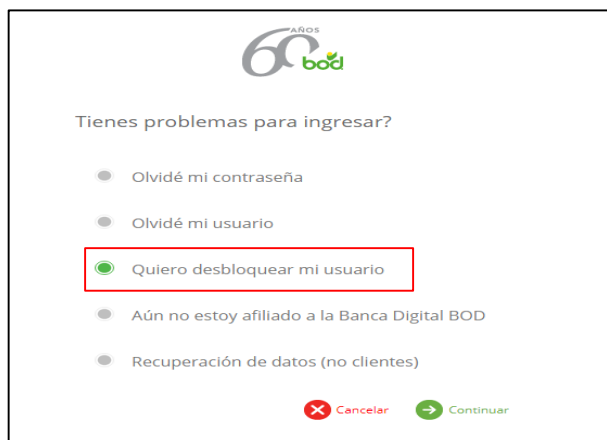 AÑOS
60 bod
Tienes problemas para ingresar?
Olvidé mi contraseña
Olvidé mi usuario
Quiero desbloquear mi usuario
Aún no estoy afiliado a la Banca Digital BOD
Recuperación de datos (no clientes)
Cancelar Continuar